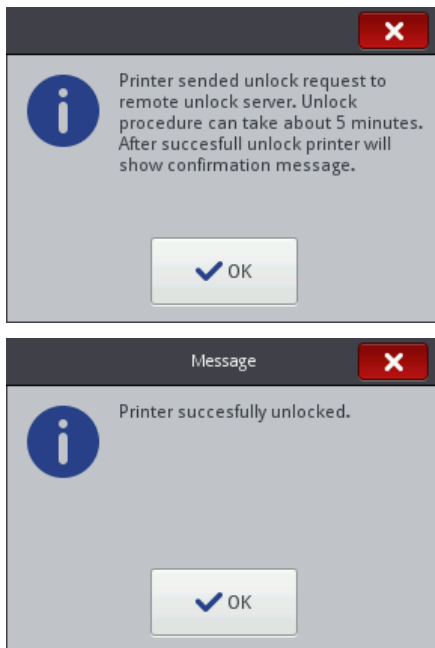 Printer sended unlock request to
remote unlock server. Unlock
procedure can take about 5 minutes.
After succesfull unlock printer will
show confirmation message.
OK
Message
Printer succesfully unlocked.
OK